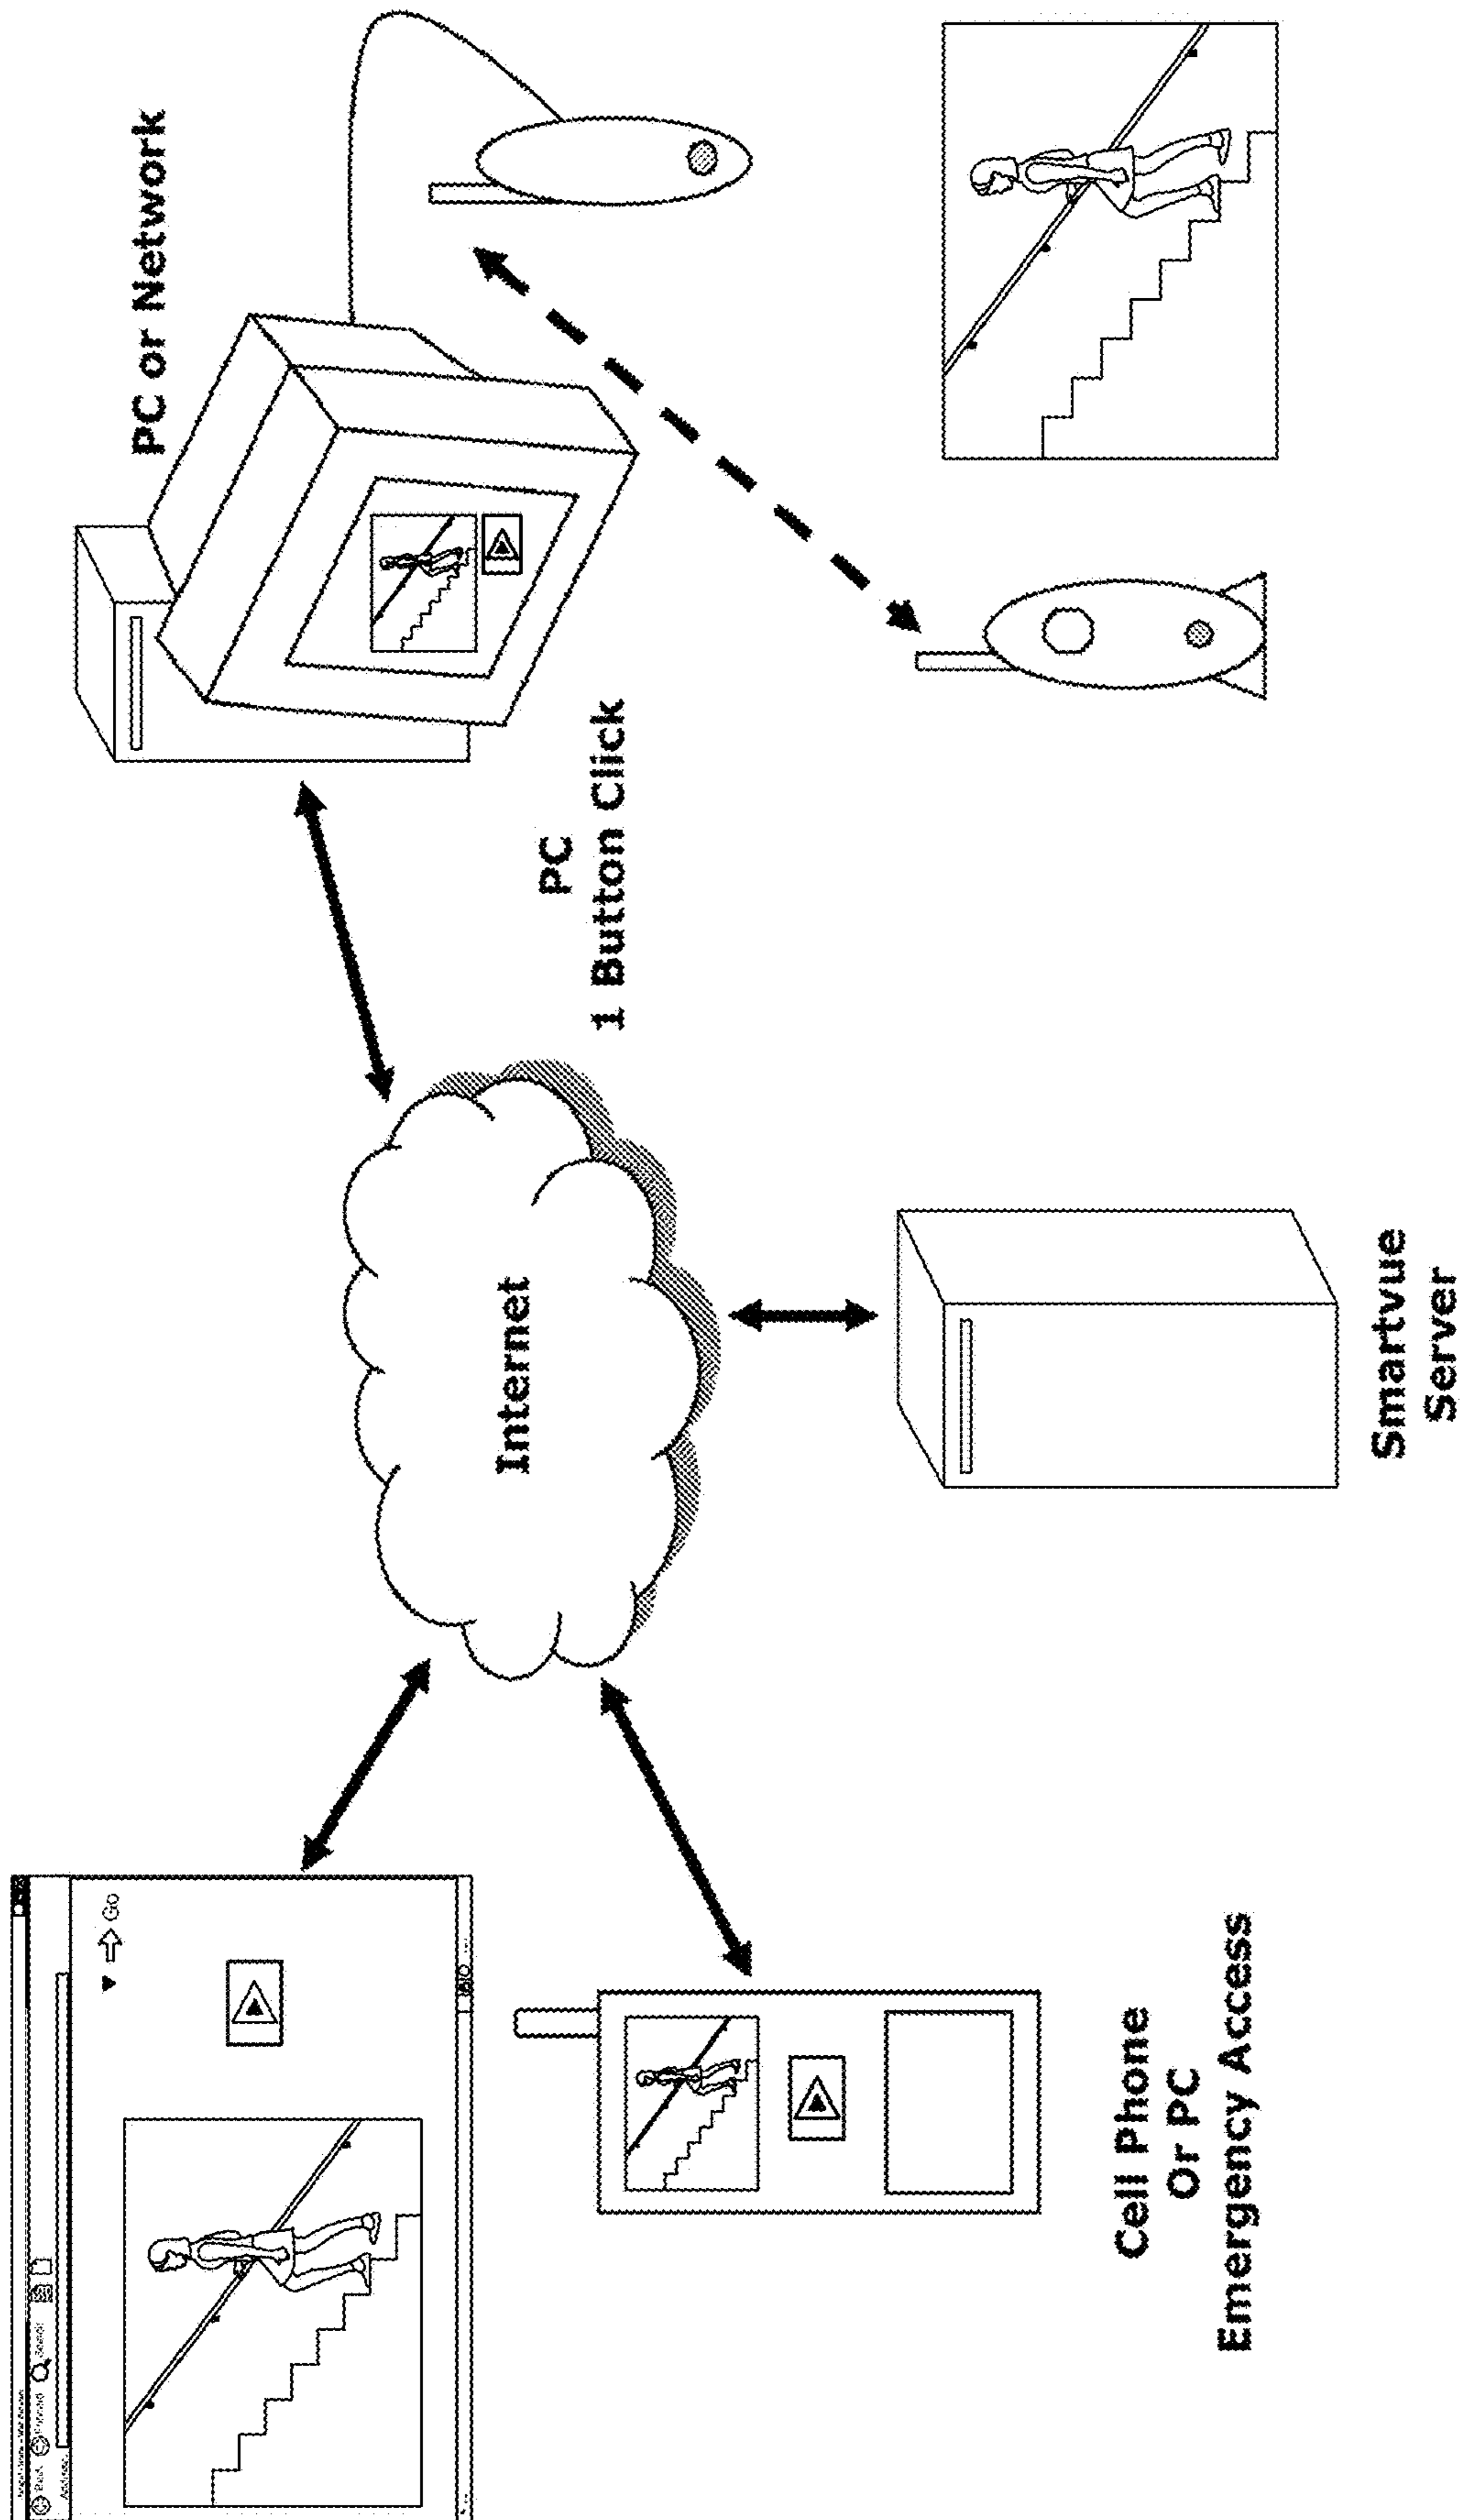 PC or Network
PC
1 Button Click
Internet
Go
Smartvue
Server
Cell Phone
Or PC
Emergency Access